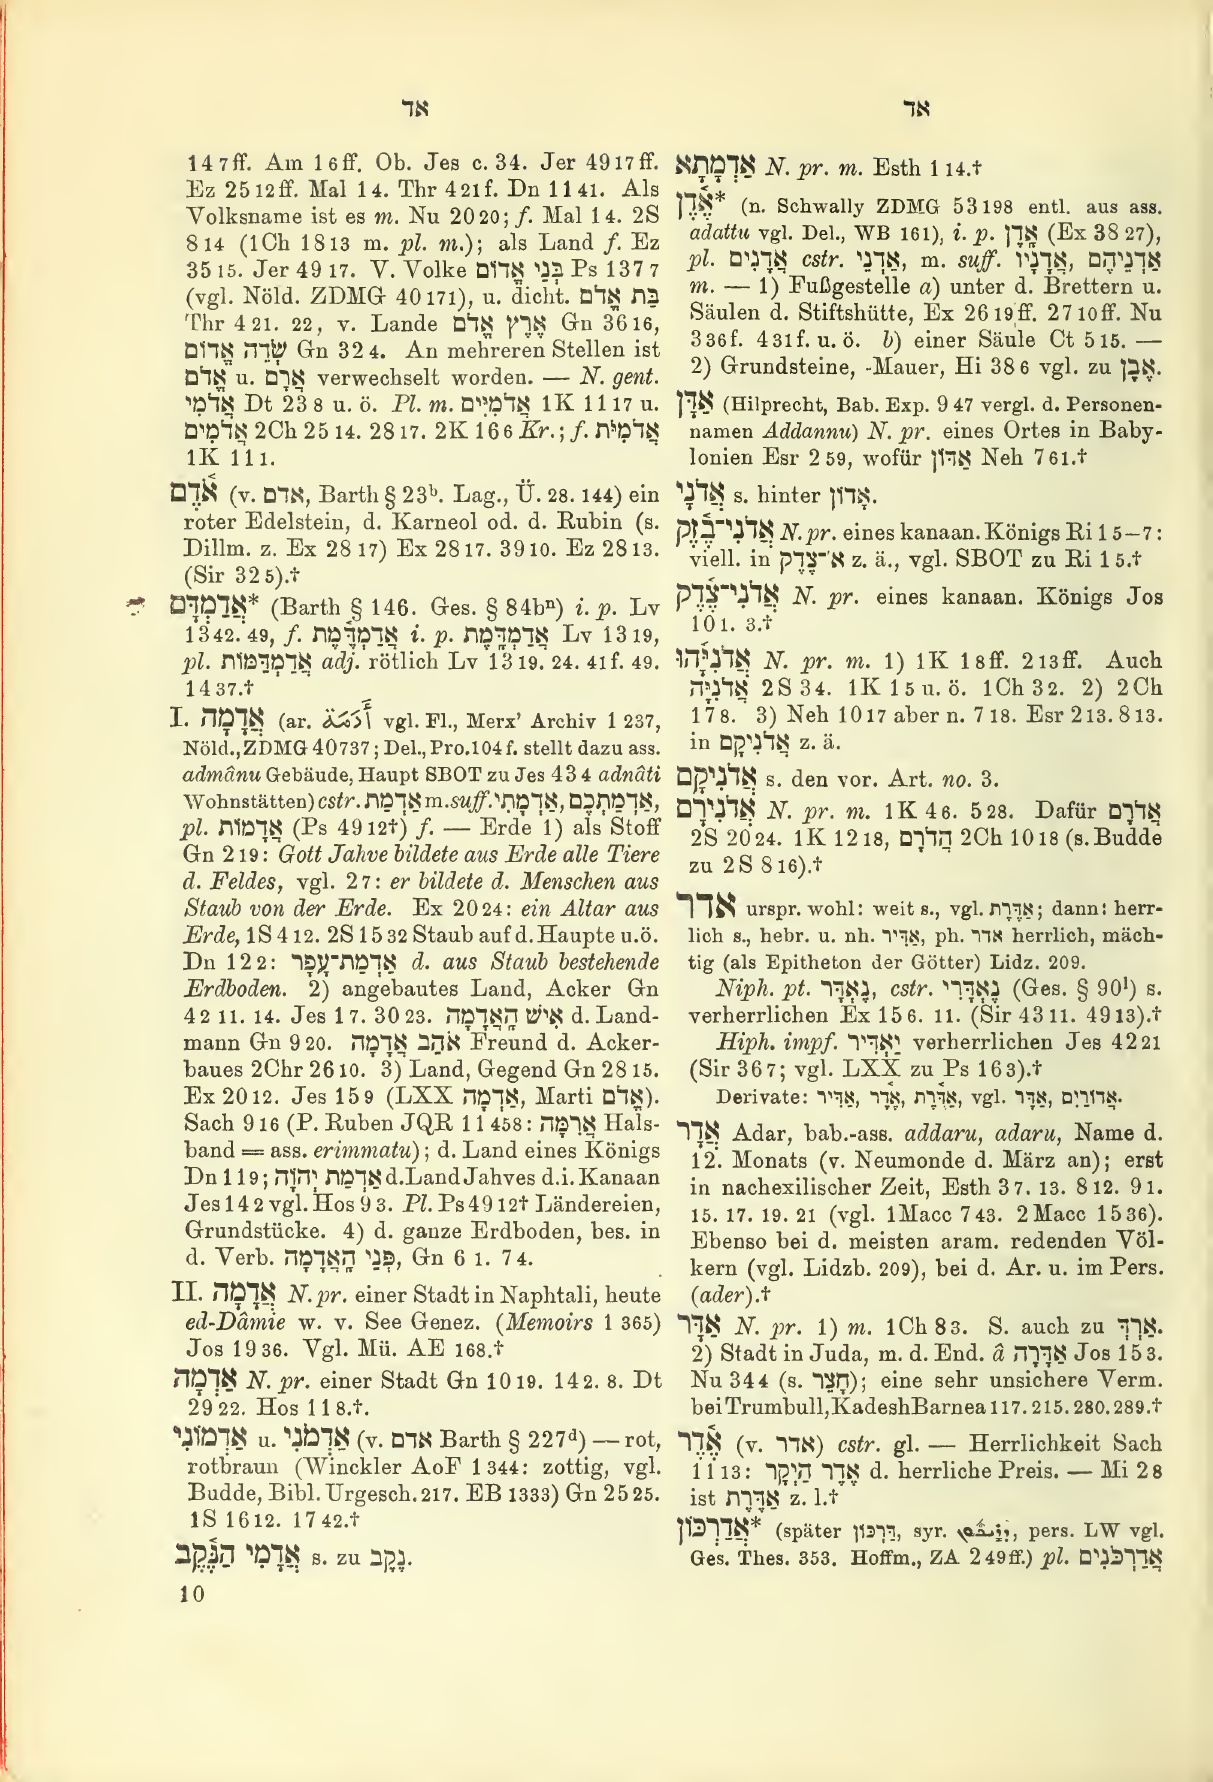 אד
אד
14 7ff. Am 1 6ff. Ob. Jes c. 34. Jer 49 17ff.
Ez 25 12ff. Mal 1 4. Thr 4 21f. Dn 11 41. Als
Volksname ist es m. Nu 20 20; f. Mal 1 4. 2S
8 14 (1Ch 18 13 m. pl. m.); als Land f. Ez
35 15. Jer 49 17. V. Volke בְּנֵי אֱדוֹם Ps 137 7
(vgl. Nöld. ZDMG 40 171), u. dicht. בַּת אֱדֹם
Thr 4 21. 22, v. Lande אֶרֶץ אֱדֹם Gn 36 16,
שְׂדֵה אֱדוֹם Gn 32 4. An mehreren Stellen ist
אֱדֹם u. אֲרָם verwechselt worden. — N. gent.
אֲדֹמִי Dt 23 8 u. ö. Pl. m. אֲדֹמִיִּים 1K 11 17 u.
אֲדֹמִים 2Ch 25 14. 28 17. 2K 16 6 Kr.; f. אֲדֹמִיֹּת
1K 11 1.
אֹ֫דֶם (v. אדם, Barth § 23ᵇ. Lag., Ü. 28. 144) ein
roter Edelstein, d. Karneol od. d. Rubin (s.
Dillm. z. Ex 28 17) Ex 28 17. 39 10. Ez 28 13.
(Sir 32 5).†
אֲדַמְדָּם* (Barth § 146. Ges. § 84bⁿ) i. p. Lv
13 42. 49, f. אֲדַמְדֶּ֫מֶת i. p. אֲדַמְדָּמֶת Lv 13 19,
pl. אֲדַמְדַּמּוֹת adj. rötlich Lv 13 19. 24. 41 f. 49.
14 37.†
I. אֲדָמָה (ar. أَدَمَةٌ vgl. Fl., Merx’ Archiv 1 237,
Nöld., ZDMG 40 737; Del., Pro. 104 f. stellt dazu ass.
admânu Gebäude, Haupt SBOT zu Jes 43 4 adnâti
Wohnstätten) cstr. אַדְמַת m. suff. אַדְמָתִי, אַדְמַתְכֶם,
pl. אֲדָמוֹת (Ps 49 12†) f. — Erde 1) als Stoff
Gn 2 19: Gott Jahve bildete aus Erde alle Tiere
d. Feldes, vgl. 2 7: er bildete d. Menschen aus
Staub von der Erde. Ex 20 24: ein Altar aus
Erde, 1S 4 12. 2S 15 32 Staub auf d. Haupte u. ö.
Dn 12 2: אַדְמַת־עָפָר d. aus Staub bestehende
Erdboden. 2) angebautes Land, Acker Gn
42 11. 14. Jes 1 7. 30 23. אִישׁ הָאֲדָמָה d. Land-
mann Gn 9 20. אֹהֵב אֲדָמָה Freund d. Acker-
baues 2Chr 26 10. 3) Land, Gegend Gn 28 15.
Ex 20 12. Jes 15 9 (LXX אֲדָמָה, Marti אֱדֹם).
Sach 9 16 (P. Ruben JQR 11 458: אֲרִמָּה Hals-
band = ass. erimmatu); d. Land eines Königs
Dn 11 9; אַדְמַת יְהוָֹה d. Land Jahves d. i. Kanaan
Jes 14 2 vgl. Hos 9 3. Pl. Ps 49 12† Ländereien,
Grundstücke. 4) d. ganze Erdboden, bes. in
d. Verb. פְּנֵי הָאֲדָמָה, Gn 6 1. 7 4.
II. אֲדָמָה N. pr. einer Stadt in Naphtali, heute
ed-Dâmie w. v. See Genez. (Memoirs 1 365)
Jos 19 36. Vgl. Mü. AE 168.†
אַדְמָה N. pr. einer Stadt Gn 10 19. 14 2. 8. Dt
29 22. Hos 11 8.†.
אַדְמוֹנִי u. אַדְמֹנִי (v. אדם Barth § 227ᵈ) — rot,
rotbraun (Winckler AoF 1 344: zottig, vgl.
Budde, Bibl. Urgesch. 217. EB 1333) Gn 25 25.
1S 16 12. 17 42.†
אֲדָמִי הַנֶּ֫קֶב s. zu נֶקֶב.
10
אַדְמָתָא N. pr. m. Esth 1 14.†
אֶ֫דֶן* (n. Schwally ZDMG 53 198 entl. aus ass.
adattu vgl. Del., WB 161), i. p. אָדֶן (Ex 38 27),
pl. אֲדָנִים cstr. אַדְנֵי, m. suff. אֲדָנָיו, אַדְנֵיהֶם
m. — 1) Fußgestelle a) unter d. Brettern u.
Säulen d. Stiftshütte, Ex 26 19ff. 27 10ff. Nu
3 36f. 4 31f. u. ö. b) einer Säule Ct 5 15. —
2) Grundsteine, -Mauer, Hi 38 6 vgl. zu אֶבֶן.
אַדָּן (Hilprecht, Bab. Exp. 9 47 vergl. d. Personen-
namen Addannu) N. pr. eines Ortes in Baby-
lonien Esr 2 59, wofür אַדּוֹן Neh 7 61.†
אֲדֹנָי s. hinter אָדוֹן.
אֲדֹנִי־בֶ֫זֶק N. pr. eines kanaan. Königs Ri 1 5–7:
viell. in א׳־צֶדֶק z. ä., vgl. SBOT zu Ri 1 5.†
אֲדֹנִי־צֶ֫דֶק N. pr. eines kanaan. Königs Jos
10 1. 3.†
אֲדֹנִיָּ֫הוּ N. pr. m. 1) 1K 1 8ff. 2 13ff. Auch
אֲדֹנִיָּה 2S 3 4. 1K 1 5 u. ö. 1Ch 3 2. 2) 2Ch
17 8. 3) Neh 10 17 aber n. 7 18. Esr 2 13. 8 13.
in אֲדֹנִיקָם z. ä.
אֲדֹנִיקָם s. den vor. Art. no. 3.
אֲדֹנִירָם N. pr. m. 1K 4 6. 5 28. Dafür אֲדֹרָם
2S 20 24. 1K 12 18, הֲדֹרָם 2Ch 10 18 (s. Budde
zu 2S 8 16).†
אדר urspr. wohl: weit s., vgl. אַדֶּרֶת; dann: herr-
lich s., hebr. u. nh. אַדִּיר, ph. אדר herrlich, mäch-
tig (als Epitheton der Götter) Lidz. 209.
Niph. pt. נֶאְדָּר, cstr. נֶאְדָּרִי (Ges. § 90¹) s.
verherrlichen Ex 15 6. 11. (Sir 43 11. 49 13).†
Hiph. impf. יַאְדִּיר verherrlichen Jes 42 21
(Sir 36 7; vgl. LXX zu Ps 16 3).†
Derivate: אַדִּיר, אֶ֫דֶר, אַדֶּ֫רֶת, vgl. אַדָּר, אֲדוֹרַיִם.
אֲדָר Adar, bab.-ass. addaru, adaru, Name d.
12. Monats (v. Neumonde d. März an); erst
in nachexilischer Zeit, Esth 3 7. 13. 8 12. 9 1.
15. 17. 19. 21 (vgl. 1Macc 7 43. 2 Macc 15 36).
Ebenso bei d. meisten aram. redenden Völ-
kern (vgl. Lidzb. 209), bei d. Ar. u. im Pers.
(ader).†
אַדָּר N. pr. 1) m. 1Ch 8 3. S. auch zu אַרְדְּ.
2) Stadt in Juda, m. d. End. â אַדָּרָה Jos 15 3.
Nu 34 4 (s. חָצֵר); eine sehr unsichere Verm.
bei Trumbull, Kadesh Barnea 117. 215. 280. 289.†
אֶ֫דֶר (v. אדר) cstr. gl. — Herrlichkeit Sach
11 13: אֶדֶר הַיְקָר d. herrliche Preis. — Mi 2 8
ist אַדֶּרֶת z. l.†
אֲדַרְכּוֹן* (später דַּרְכּוֹן, syr. pers. LW vgl.
Ges. Thes. 353. Hoffm., ZA 2 49ff.) pl. אֲדַרְכֹּנִים